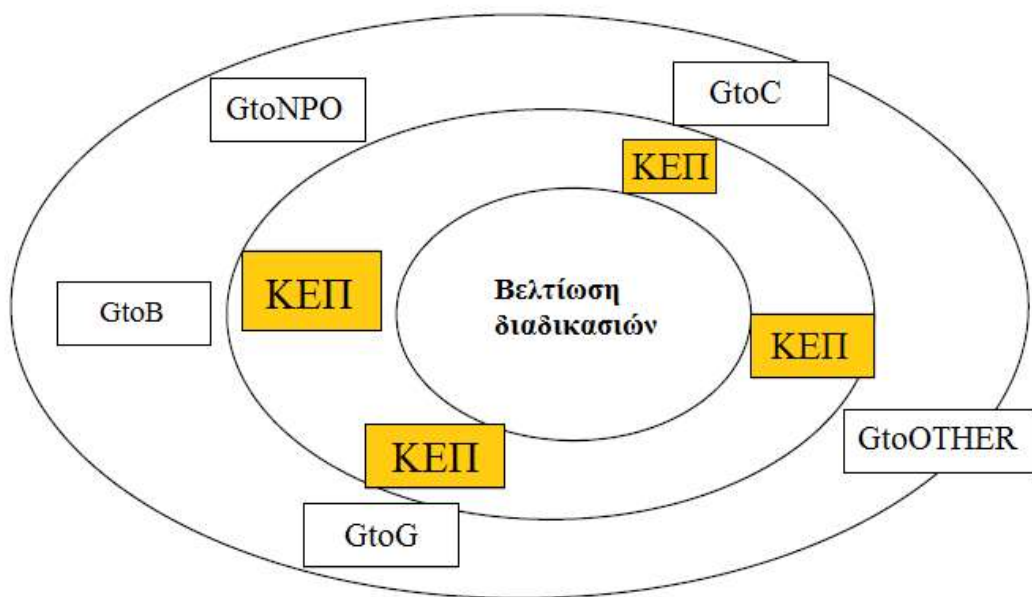 GtoNPO
GtoC
ΚΕΠ
ΚΕΠ
GtoB
Βελτίωση
διαδικασιών
ΚΕΠ
ΚΕΠ
GtoOTHER
GtoG